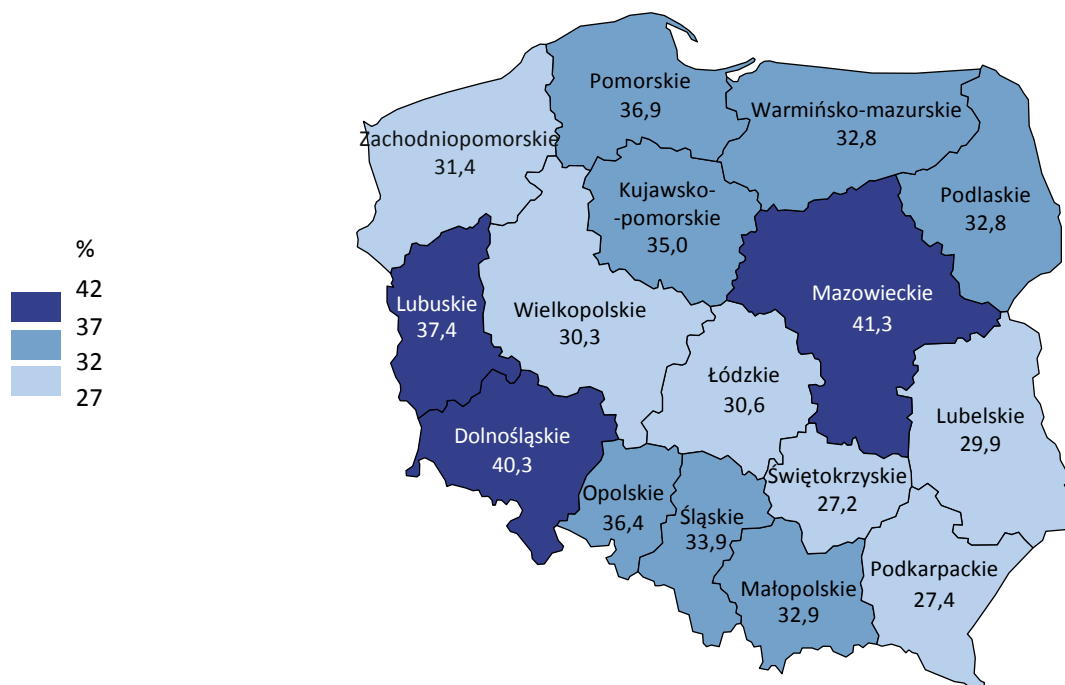 %
42
37
32
27
Pomorskie
36,9
Warmińsko-mazurskie
32,8
Zachodniopomorskie
31,4
Kujawsko-
-pomorskie
35,0
Podlaskie
32,8
Lubuskie
37,4
Wielkopolskie
30,3
Mazowieckie
41,3
Łódzkie
30,6
Lubelskie
29,9
Dolnośląskie
40,3
Świętokrzyskie
27,2
Opolskie
36,4
Śląskie
33,9
Małopolskie
32,9
Podkarpackie
27,4